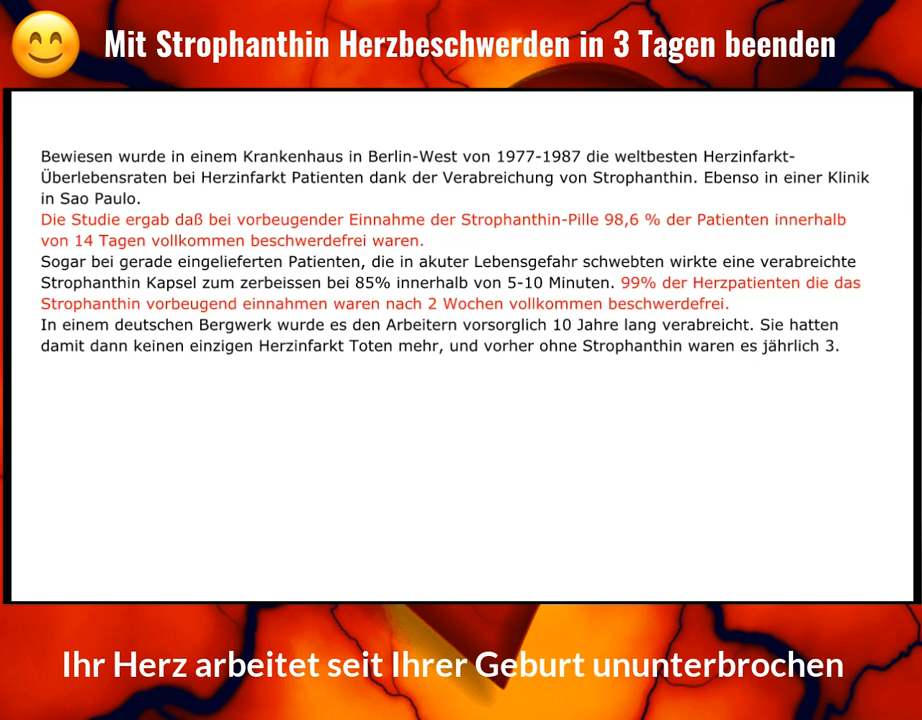 Mit Strophanthin Herzbeschwerden in 3 Tagen beenden
Bewiesen wurde in einem Krankenhaus in Berlin-West von 1977-1987 die weltbesten Herzinfarkt-
Überlebensraten bei Herzinfarkt Patienten dank der Verabreichung von Strophanthin. Ebenso in einer Klinik
in Sao Paulo.
Die Studie ergab daß bei vorbeugender Einnahme der Strophanthin-Pille 98,6 % der Patienten innerhalb
von 14 Tagen vollkommen beschwerdefrei waren.
Sogar bei gerade eingelieferten Patienten, die in akuter Lebensgefahr schwebten wirkte eine verabreichte
Strophanthin Kapsel zum zerbeissen bei 85% innerhalb von 5-10 Minuten. 99% der Herzpatienten die das
Strophanthin vorbeugend einnahmen waren nach 2 Wochen vollkommen beschwerdefrei.
In einem deutschen Bergwerk wurde es den Arbeitern vorsorglich 10 Jahre lang verabreicht. Sie hatten
damit dann keinen einzigen Herzinfarkt Toten mehr, und vorher ohne Strophanthin waren es jährlich 3.
Ihr Herz arbeitet seit Ihrer Geburt ununterbrochen